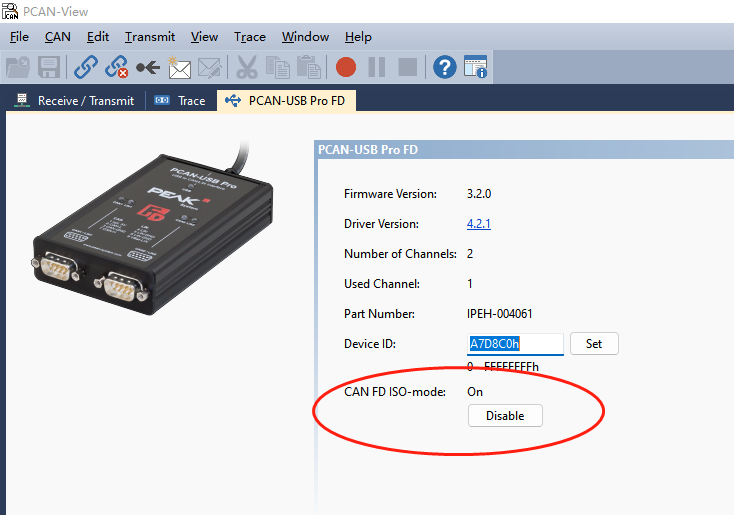 PCAN-View
File CAN Edit Transmit View Trace Window Help
Receive / Transmit Trace PCAN-USB Pro FD
PCAN-USB Pro FD
Firmware Version: 3.2.0
Driver Version: 4.2.1
Number of Channels: 2
Used Channel: 1
Part Number: IPEH-004061
Device ID: A7D8C0h Set
0 - FFFFFFFFh
CAN FD ISO-mode: On
Disable
PCAN-USB Pro
PEAK
System
FD